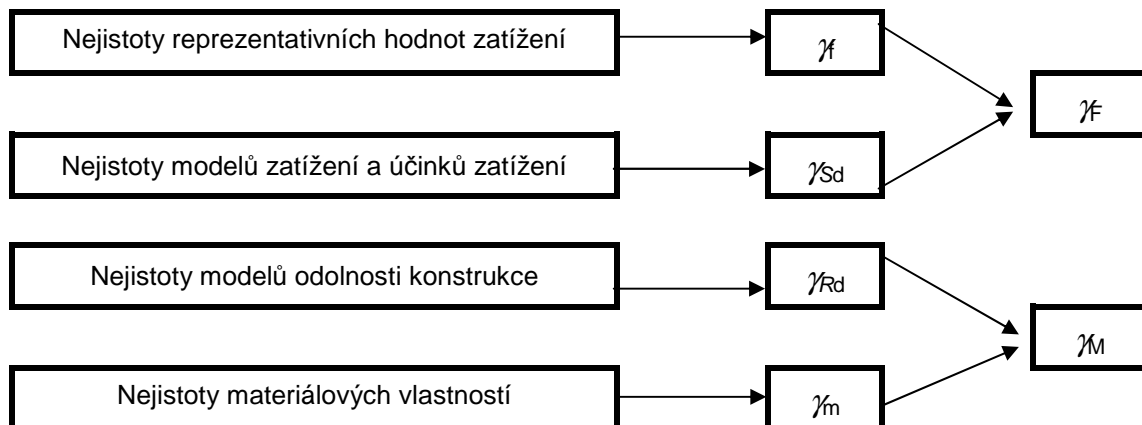 Nejistoty reprezentativních hodnot zatížení
γf
γF
Nejistoty modelů zatížení a účinků zatížení
γSd
Nejistoty modelů odolnosti konstrukce
γRd
γM
Nejistoty materiálových vlastností
γm